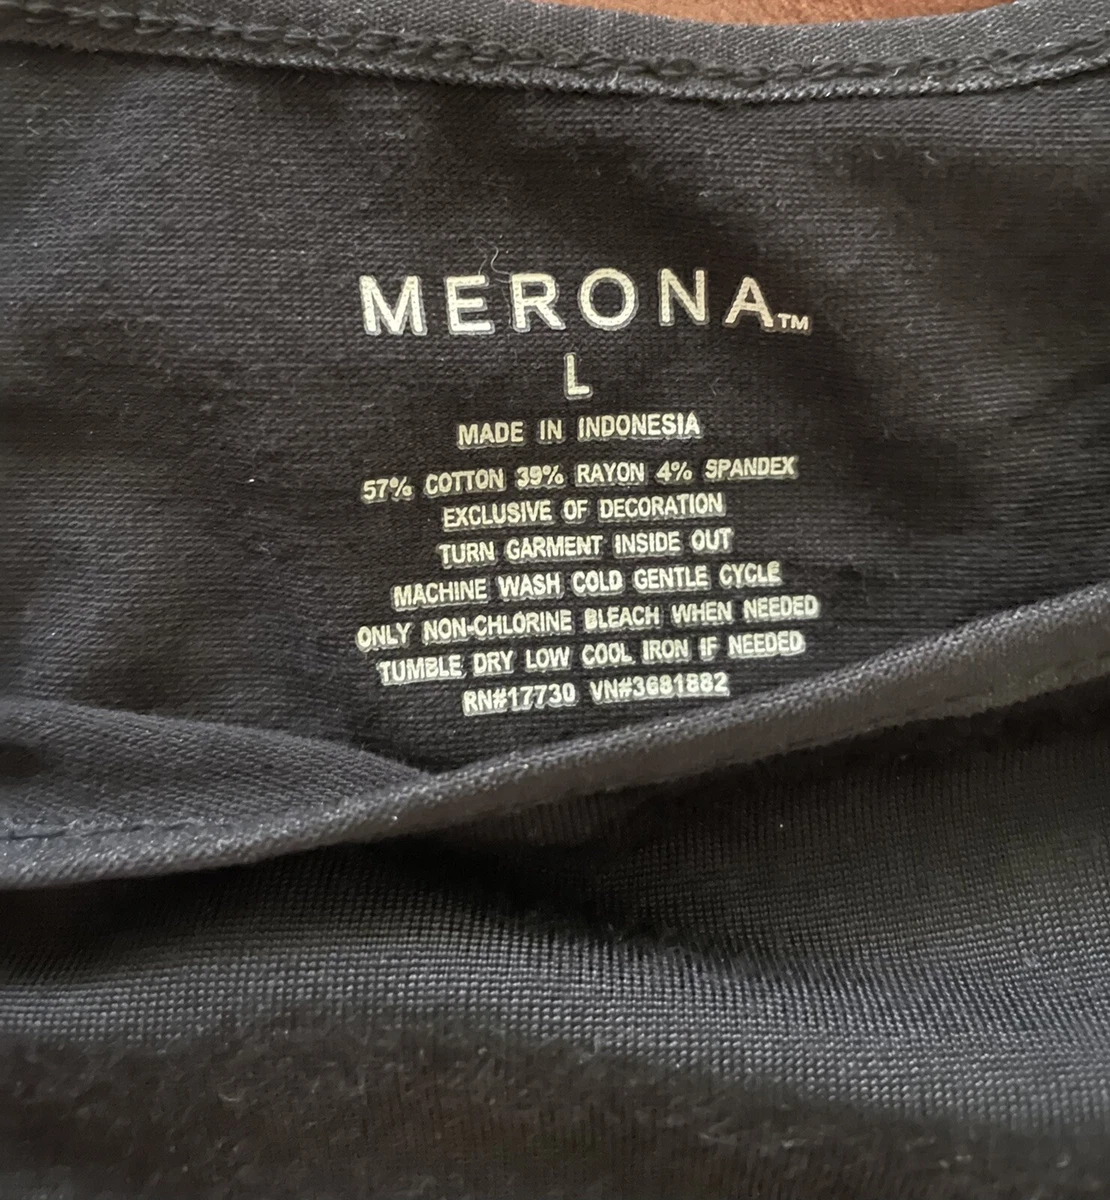 MERONA™
L
MADE IN INDONESIA
57% COTTON 39% RAYON 4% SPANDEX
EXCLUSIVE OF DECORATION
TURN GARMENT INSIDE OUT
MACHINE WASH COLD GENTLE CYCLE
ONLY NON-CHLORINE BLEACH WHEN NEEDED
TUMBLE DRY LOW COOL IRON IF NEEDED
RN#17730 VN#3681882